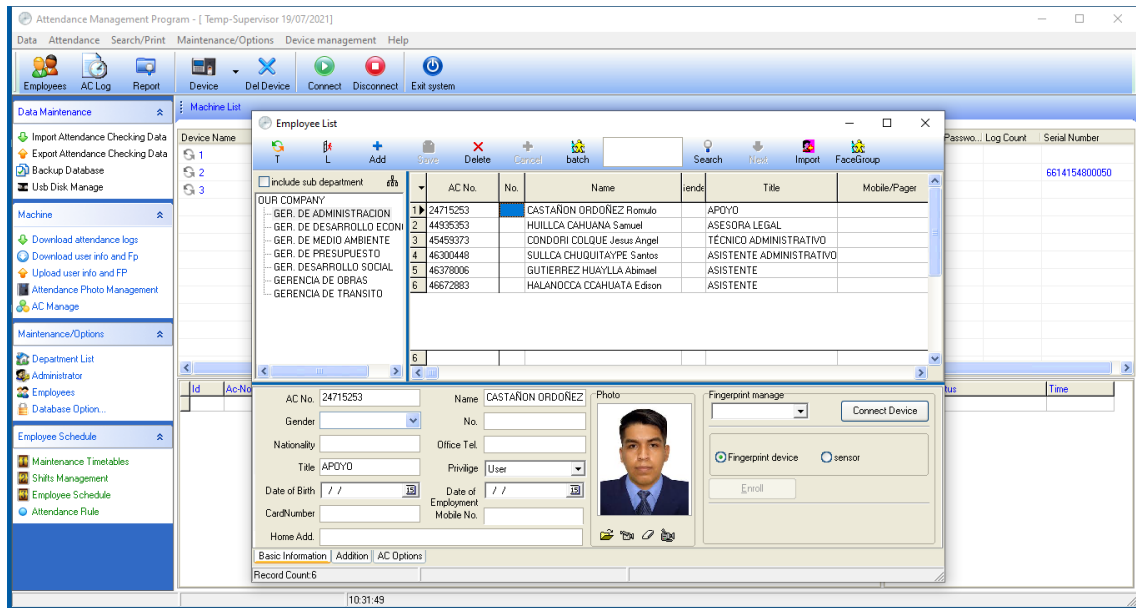 Attendance Management Program - [ Temp-Supervisor 19/07/2021]
Data Attendance Search/Print Maintenance/Options Device management Help
Employees AC Log Report Device Del Device Connect Disconnect Exit system
Data Maintenance
Import Attendance Checking Data
Export Attendance Checking Data
Backup Database
Usb Disk Manage
Machine
Download attendance logs
Download user info and Fp
Upload user info and FP
Attendance Photo Management
AC Manage
Maintenance/Options
Department List
Administrator
Employees
Database Option...
Employee Schedule
Maintenance Timetables
Shifts Management
Employee Schedule
Attendance Rule
Machine List
Device Name Passwo... Log Count Serial Number
1
2 6614154800050
3
Employee List
T L Add Save Delete Cancel batch Search Next Import FaceGroup
include sub department
OUR COMPANY
GER. DE ADMINISTRACION
GER. DE DESARROLLO ECONI
GER. DE MEDIO AMBIENTE
GER. DE PRESUPUESTO
GER. DESARROLLO SOCIAL
GERENCIA DE OBRAS
GERENCIA DE TRANSITO
AC No. No. Name iende Title Mobile/Pager
1 24715253 CASTAÑON ORDOÑEZ Romulo APOYO
2 44935353 HUILLCA CAHUANA Samuel ASESORA LEGAL
3 45459373 CONDORI COLQUE Jesus Angel TÉCNICO ADMINISTRATIVO
4 46300448 SULLCA CHUQUITAYPE Santos ASISTENTE ADMINISTRATIVO
5 46378006 GUTIERREZ HUAYLLA Abimael ASISTENTE
6 46672883 HALANOCCA CCAHUATA Edison ASISTENTE
6
Id Ac-No tus Time
AC No. 24715253 Name CASTAÑON ORDOÑEZ Photo Fingerprint manage
Gender No. Connect Device
Nationality Office Tel.
Title APOYO Privilige User Fingerprint device sensor
Date of Birth / / 15 Date of Employment / / 15 Enroll
CardNumber Mobile No.
Home Add.
Basic Information Addition AC Options
Record Count:6
10:31:49